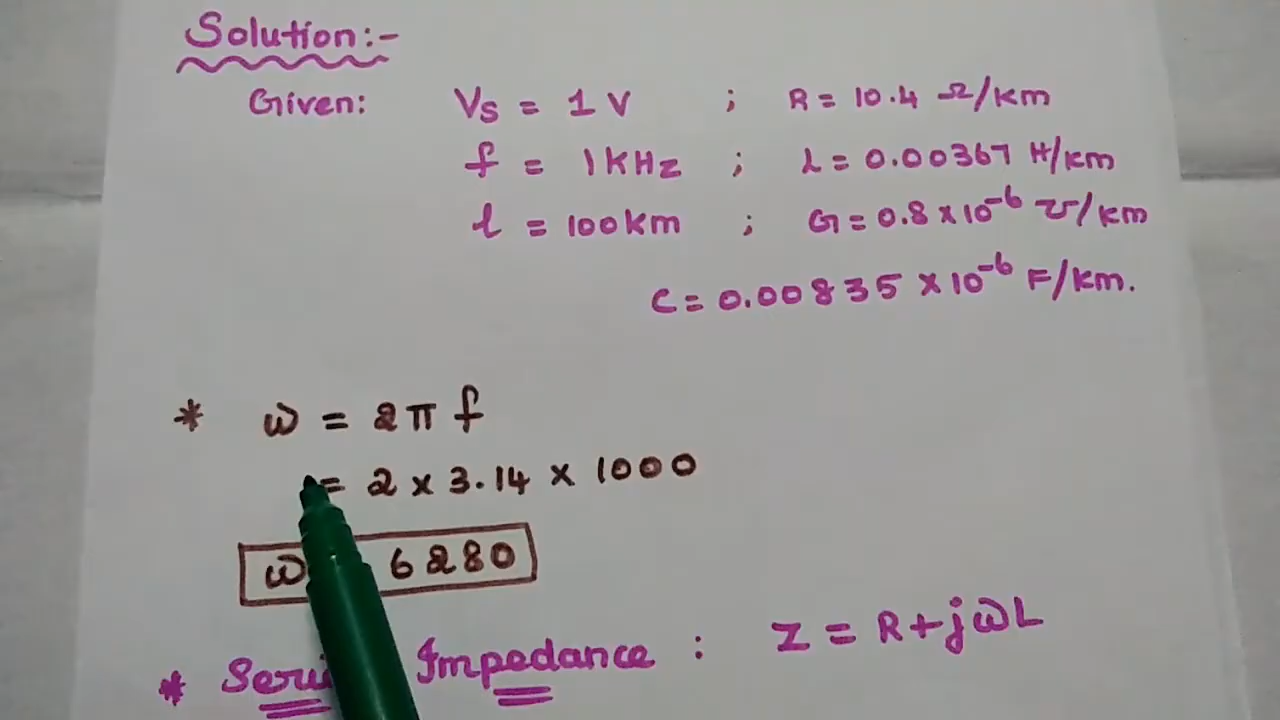 Solution:-
Given: Vs = 1 V ; R = 10.4 Ω/km
f = 1 KHz ; L = 0.00367 H/km
l = 100 km ; G = 0.8 × 10⁻⁶ ℧/km
C = 0.00835 × 10⁻⁶ F/km.
* ω = 2π f
= 2 × 3.14 × 1000
ω 6280
* Impedance : Z = R + jωL